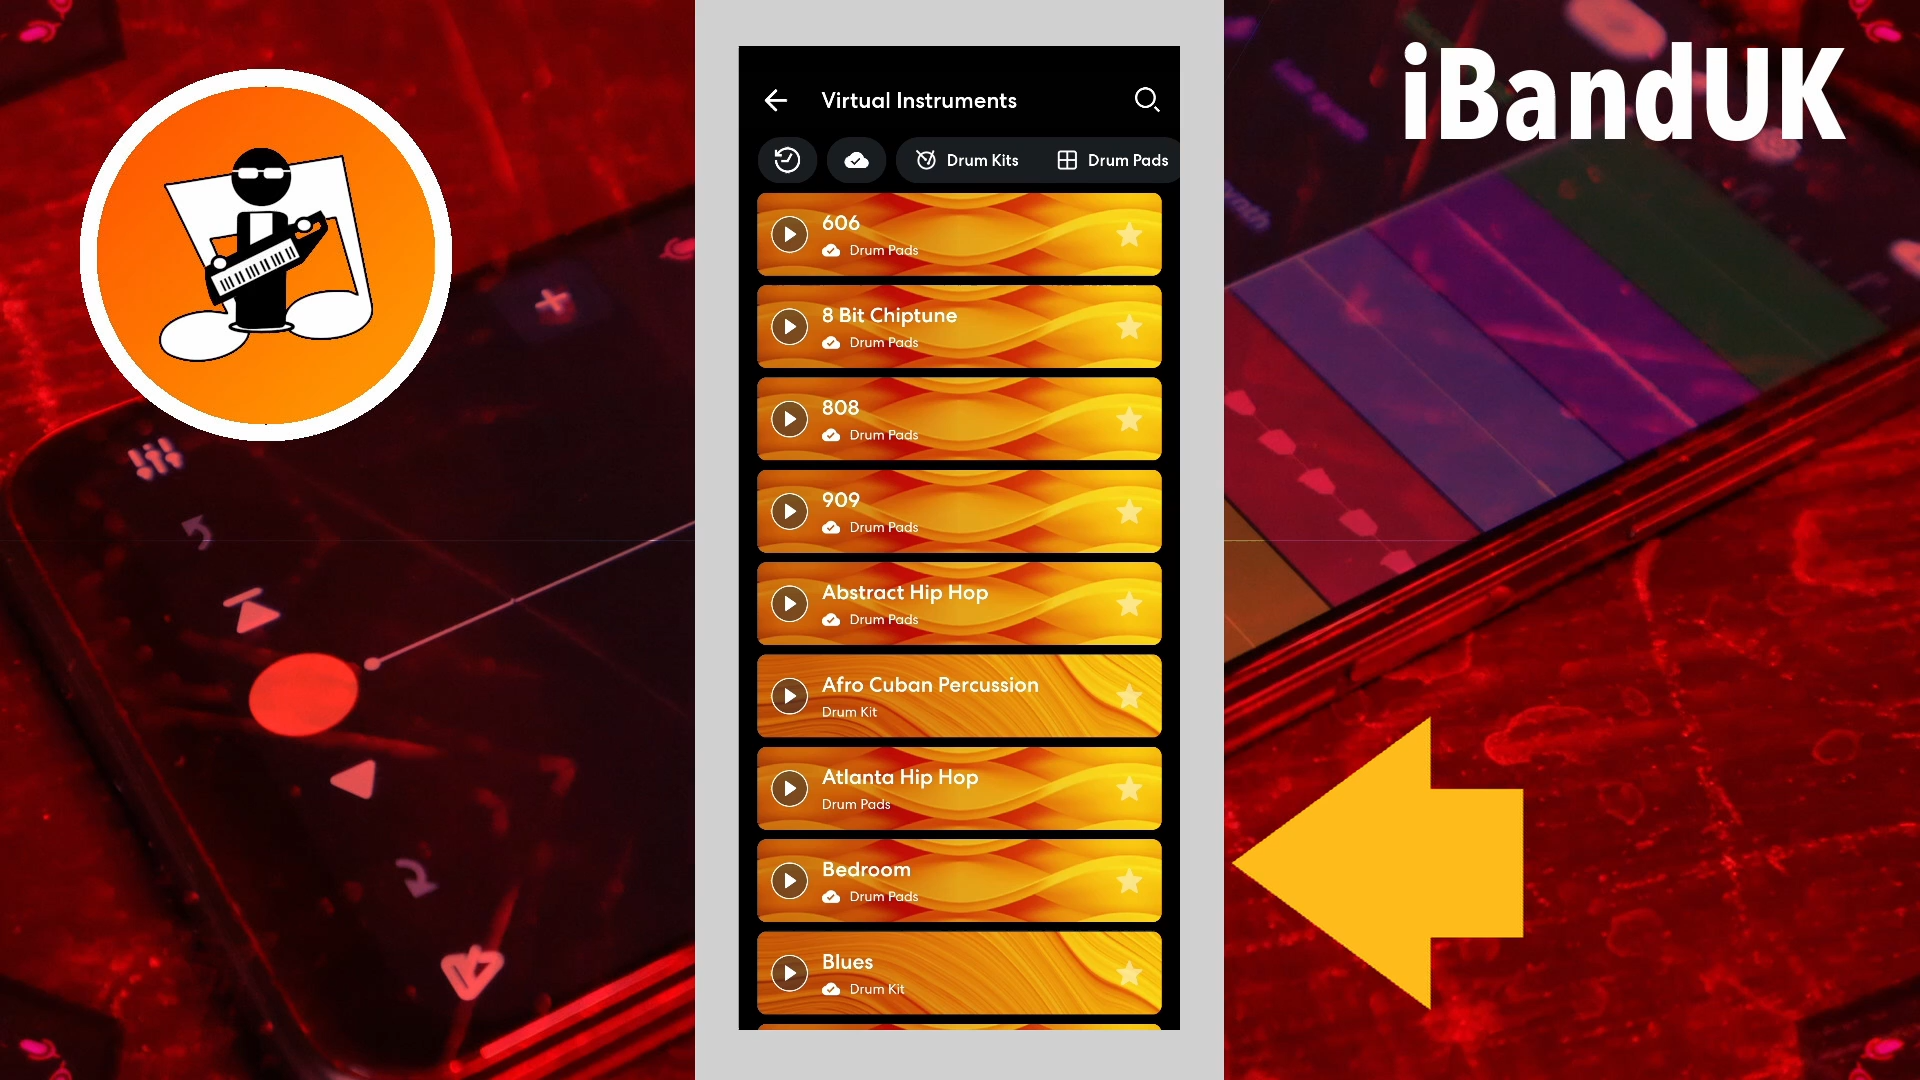 iBandUK
Virtual Instruments
Drum Kits
Drum Pads
606
Drum Pads
8 Bit Chiptune
Drum Pads
808
Drum Pads
909
Drum Pads
Abstract Hip Hop
Drum Pads
Afro Cuban Percussion
Drum Kit
Atlanta Hip Hop
Drum Pads
Bedroom
Drum Pads
Blues
Drum Kit